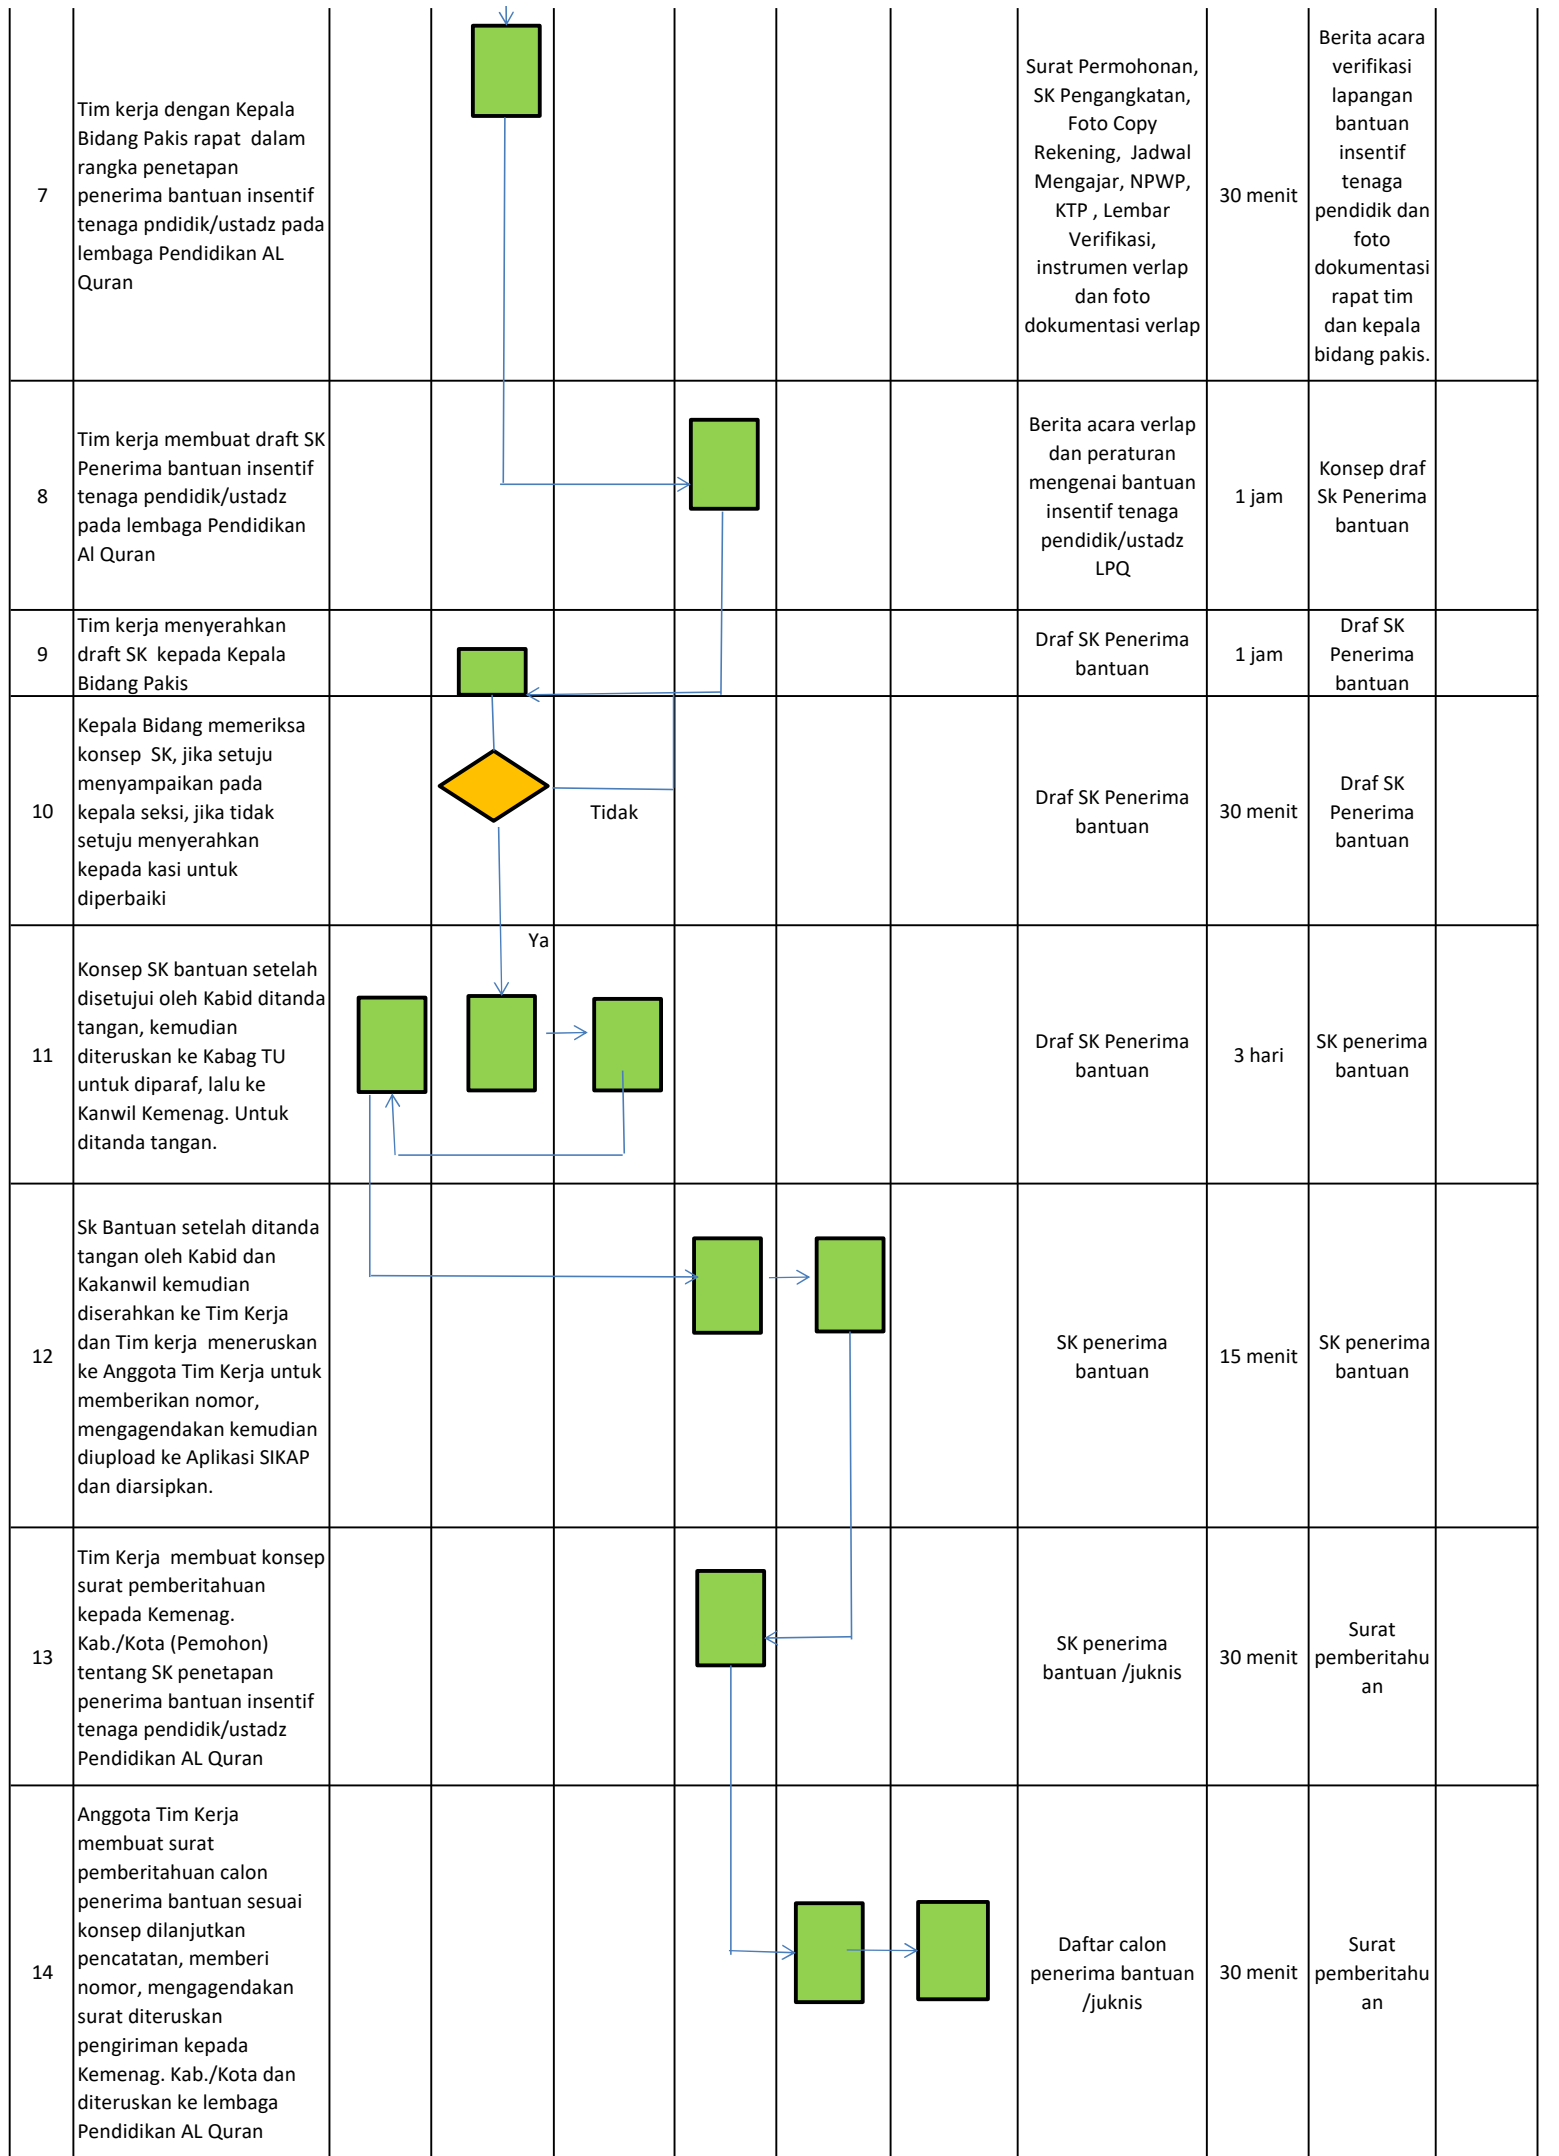 7
Tim kerja dengan Kepala
Bidang Pakis rapat  dalam
rangka penetapan
penerima bantuan insentif
tenaga pndidik/ustadz pada
lembaga Pendidikan AL
Quran
Surat Permohonan,
SK Pengangkatan,
Foto Copy
Rekening,  Jadwal
Mengajar, NPWP,
KTP , Lembar
Verifikasi,
instrumen verlap
dan foto
dokumentasi verlap
30 menit
Berita acara
verifikasi
lapangan
bantuan
insentif
tenaga
pendidik dan
foto
dokumentasi
rapat tim
dan kepala
bidang pakis.
8
Tim kerja membuat draft SK
Penerima bantuan insentif
tenaga pendidik/ustadz
pada lembaga Pendidikan
Al Quran
Berita acara verlap
dan peraturan
mengenai bantuan
insentif tenaga
pendidik/ustadz
LPQ
1 jam
Konsep draf
Sk Penerima
bantuan
9
Tim kerja menyerahkan
draft SK  kepada Kepala
Bidang Pakis
Draf SK Penerima
bantuan
1 jam
Draf SK
Penerima
bantuan
10
Kepala Bidang memeriksa
konsep  SK, jika setuju
menyampaikan pada
kepala seksi, jika tidak
setuju menyerahkan
kepada kasi untuk
diperbaiki
Tidak
Draf SK Penerima
bantuan
30 menit
Draf SK
Penerima
bantuan
11
Konsep SK bantuan setelah
disetujui oleh Kabid ditanda
tangan, kemudian
diteruskan ke Kabag TU
untuk diparaf, lalu ke
Kanwil Kemenag. Untuk
ditanda tangan.
Ya
Draf SK Penerima
bantuan
3 hari
SK penerima
bantuan
12
Sk Bantuan setelah ditanda
tangan oleh Kabid dan
Kakanwil kemudian
diserahkan ke Tim Kerja
dan Tim kerja  meneruskan
ke Anggota Tim Kerja untuk
memberikan nomor,
mengagendakan kemudian
diupload ke Aplikasi SIKAP
dan diarsipkan.
SK penerima
bantuan
15 menit
SK penerima
bantuan
13
Tim Kerja  membuat konsep
surat pemberitahuan
kepada Kemenag.
Kab./Kota (Pemohon)
tentang SK penetapan
penerima bantuan insentif
tenaga pendidik/ustadz
Pendidikan AL Quran
SK penerima
bantuan /juknis
30 menit
Surat
pemberitahu
an
14
Anggota Tim Kerja
membuat surat
pemberitahuan calon
penerima bantuan sesuai
konsep dilanjutkan
pencatatan, memberi
nomor, mengagendakan
surat diteruskan
pengiriman kepada
Kemenag. Kab./Kota dan
diteruskan ke lembaga
Pendidikan AL Quran
Daftar calon
penerima bantuan
/juknis
30 menit
Surat
pemberitahu
an